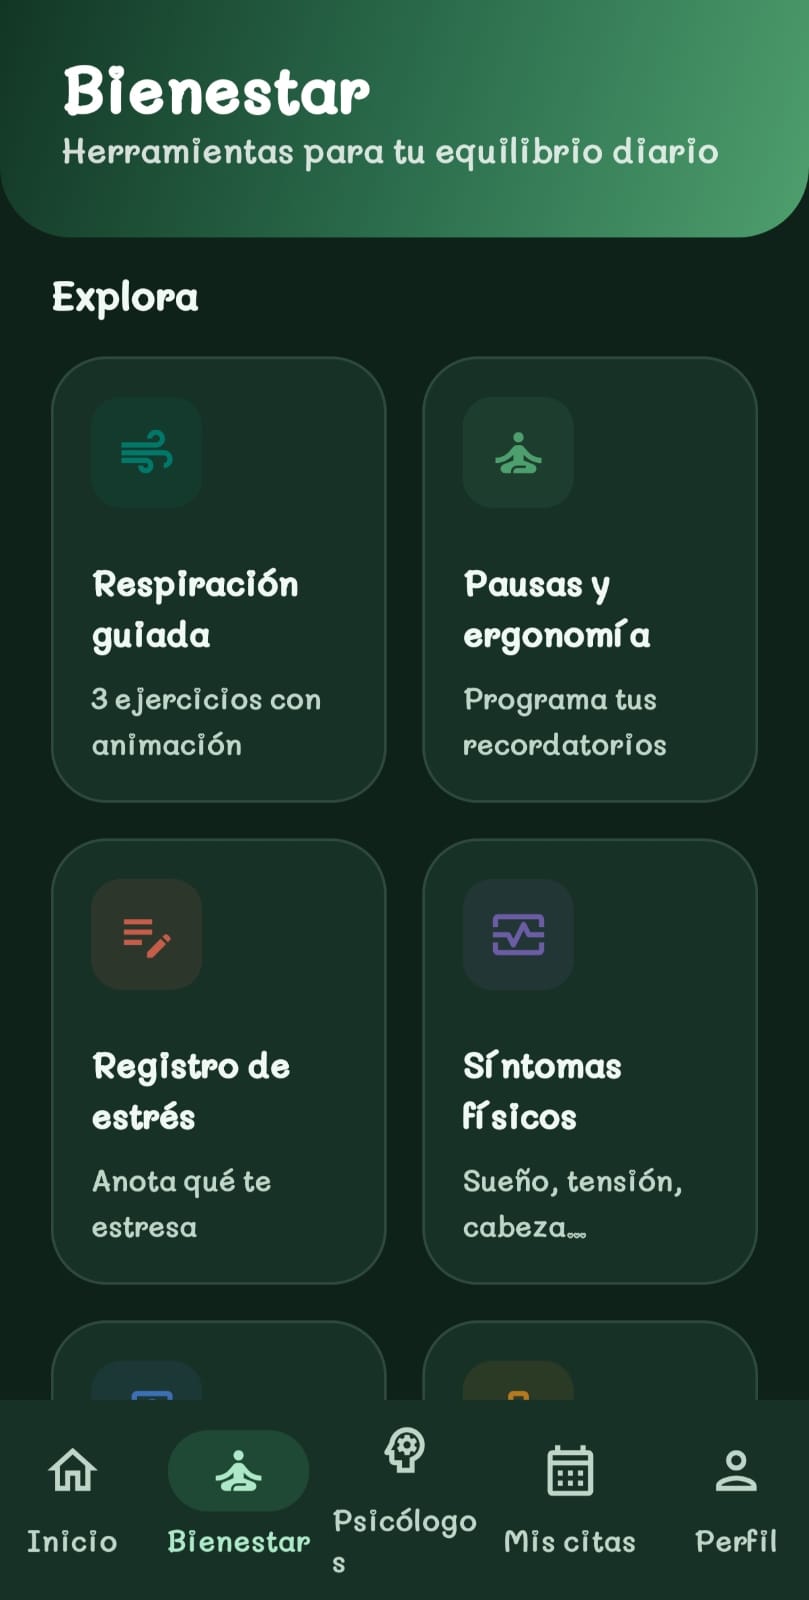 Bienestar
Herramientas para tu equilibrio diario
Explora
Respiración
guiada
3 ejercicios con
animación
Pausas y
ergonomía
Programa tus
recordatorios
Registro de
estrés
Anota qué te
estresa
Síntomas
físicos
Sueño, tensión,
cabeza…
Inicio
Bienestar
Psicólogo
s
Mis citas
Perfil